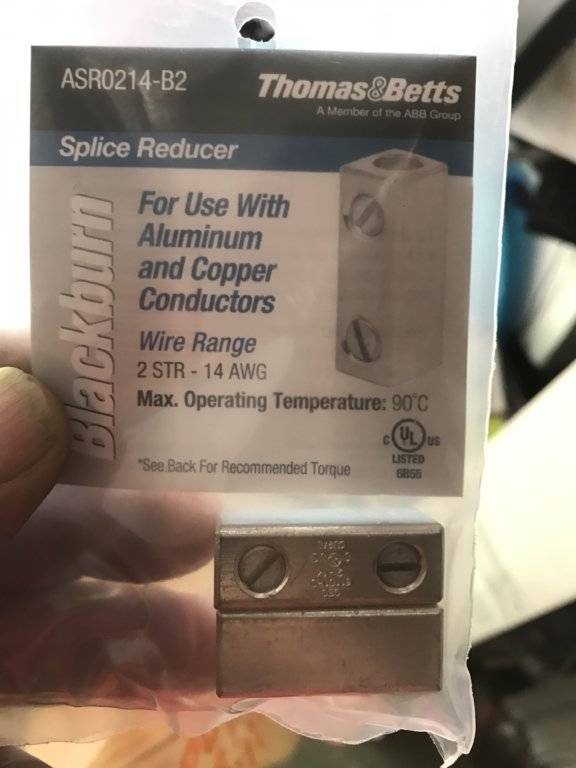 ASR0214-B2
Thomas&Betts
A Member of the ABB Group
Splice Reducer
Blackburn
For Use With
Aluminum
and Copper
Conductors
Wire Range
2 STR - 14 AWG
Max. Operating Temperature: 90°C
C UL US
LISTED
6B55
*See Back For Recommended Torque